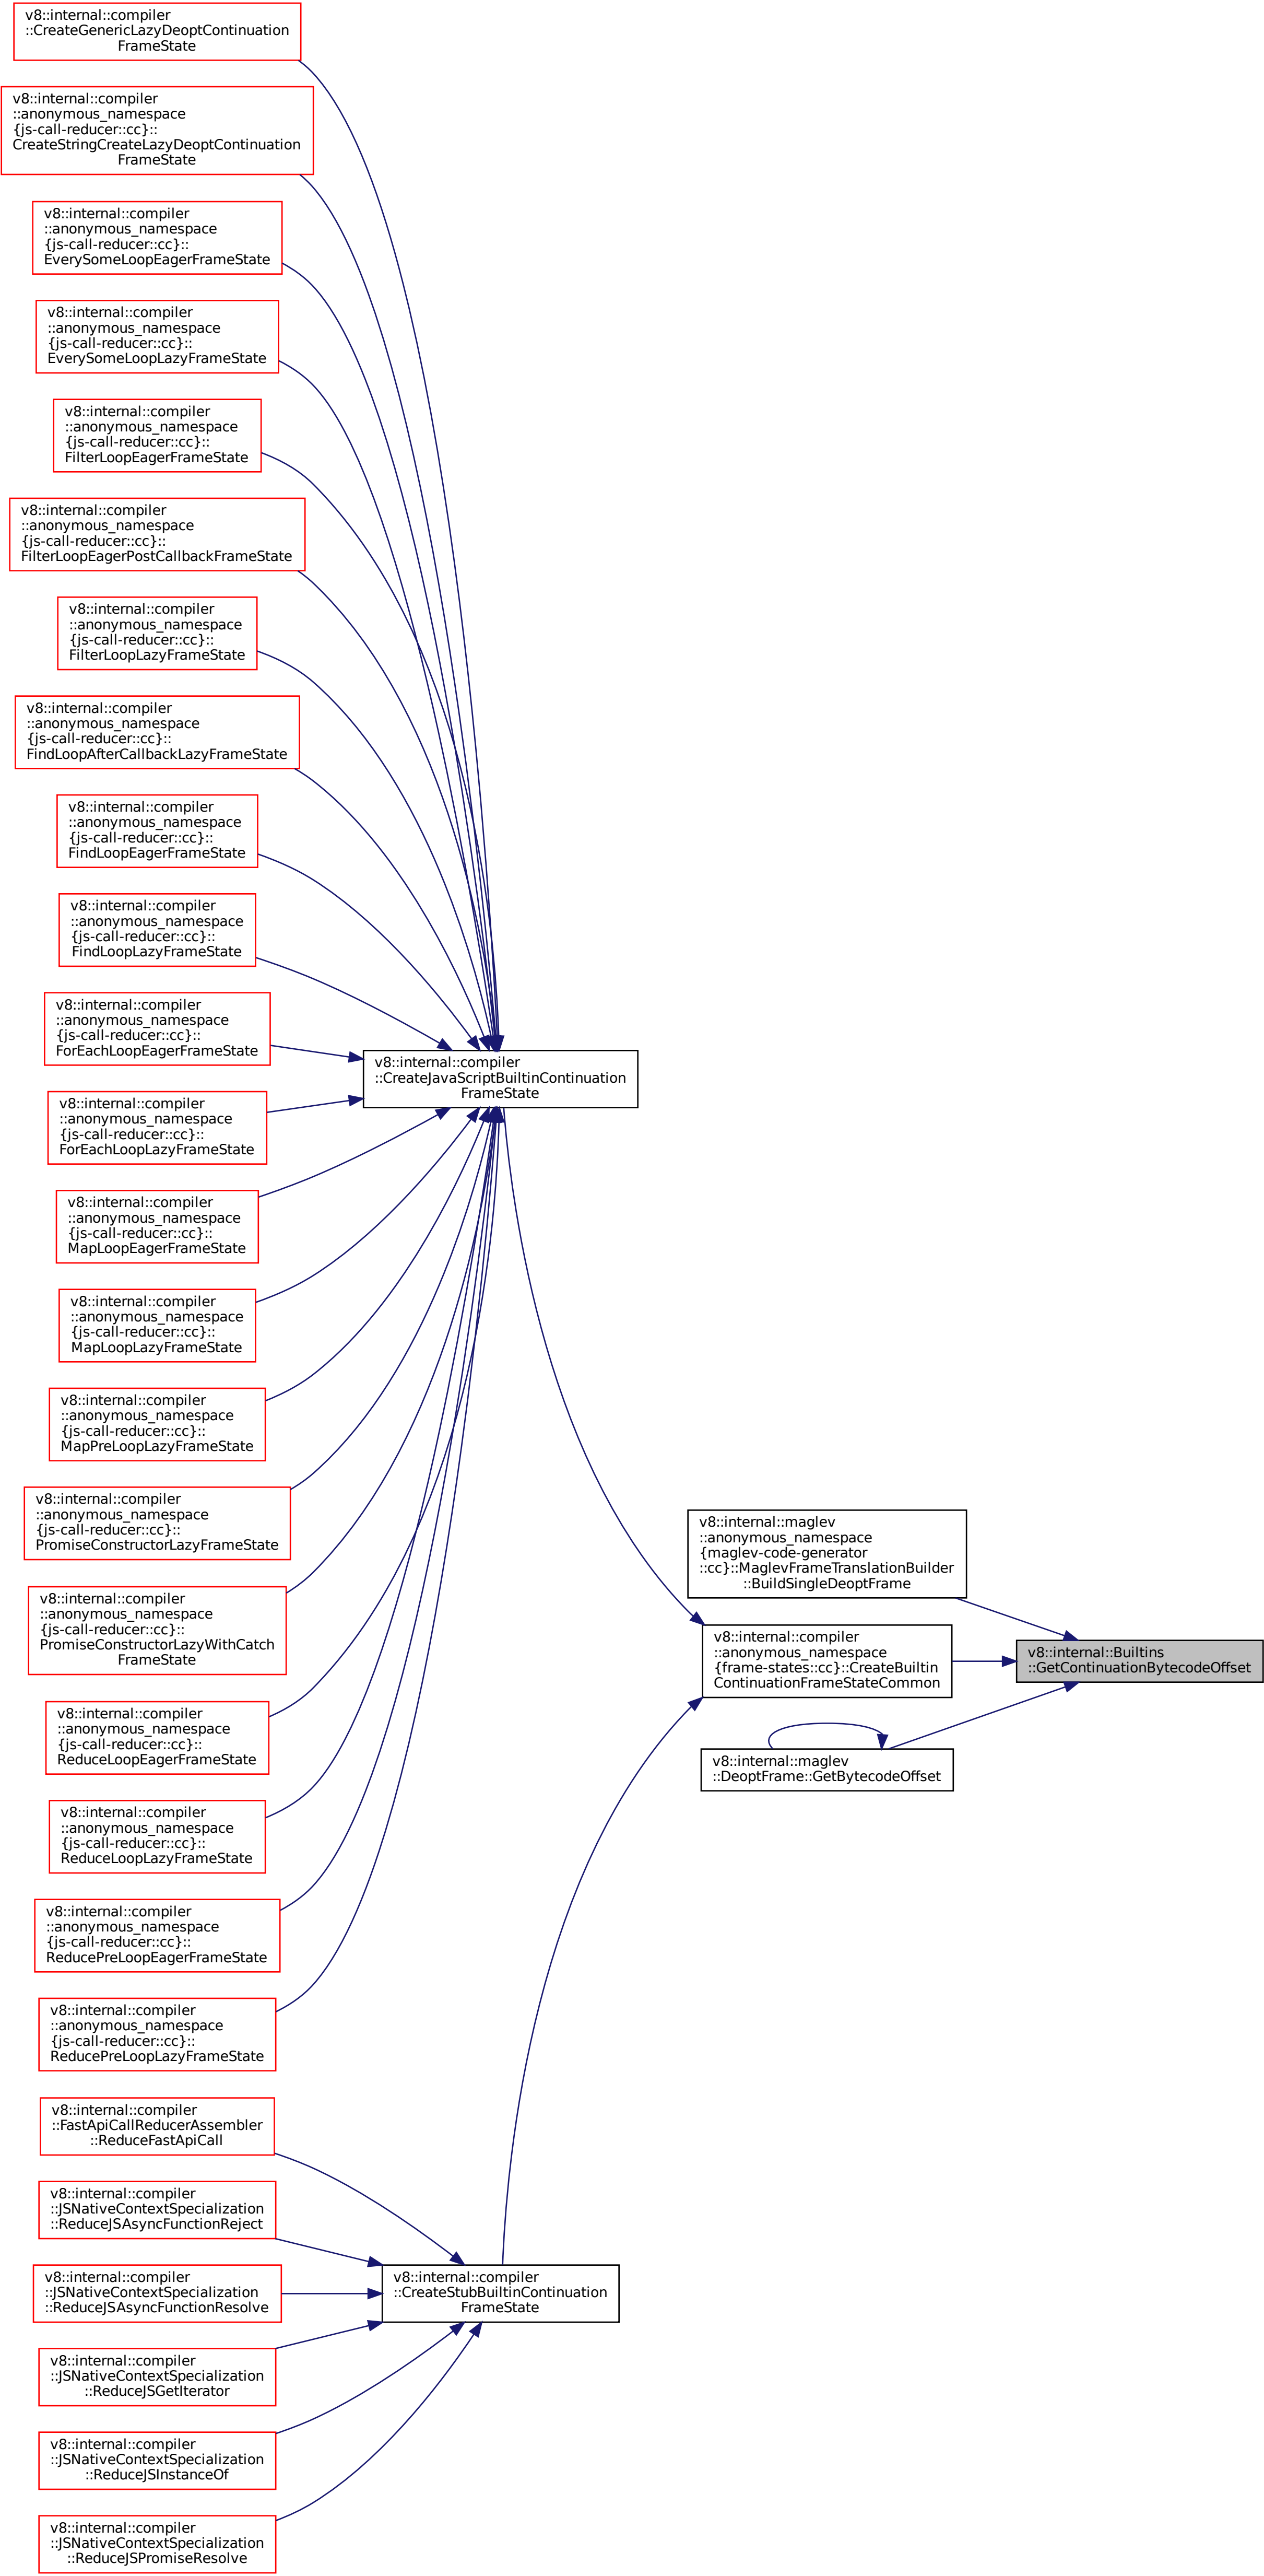 v8::internal::compiler
::CreateGenericLazyDeoptContinuation
FrameState
v8::internal::compiler
::anonymous_namespace
{js-call-reducer::cc}::
CreateStringCreateLazyDeoptContinuation
FrameState
v8::internal::compiler
::anonymous_namespace
{js-call-reducer::cc}::
EverySomeLoopEagerFrameState
v8::internal::compiler
::anonymous_namespace
{js-call-reducer::cc}::
EverySomeLoopLazyFrameState
v8::internal::compiler
::anonymous_namespace
{js-call-reducer::cc}::
FilterLoopEagerFrameState
v8::internal::compiler
::anonymous_namespace
{js-call-reducer::cc}::
FilterLoopEagerPostCallbackFrameState
v8::internal::compiler
::anonymous_namespace
{js-call-reducer::cc}::
FilterLoopLazyFrameState
v8::internal::compiler
::anonymous_namespace
{js-call-reducer::cc}::
FindLoopAfterCallbackLazyFrameState
v8::internal::compiler
::anonymous_namespace
{js-call-reducer::cc}::
FindLoopEagerFrameState
v8::internal::compiler
::anonymous_namespace
{js-call-reducer::cc}::
FindLoopLazyFrameState
v8::internal::compiler
::anonymous_namespace
{js-call-reducer::cc}::
ForEachLoopEagerFrameState
v8::internal::compiler
::anonymous_namespace
{js-call-reducer::cc}::
ForEachLoopLazyFrameState
v8::internal::compiler
::anonymous_namespace
{js-call-reducer::cc}::
MapLoopEagerFrameState
v8::internal::compiler
::anonymous_namespace
{js-call-reducer::cc}::
MapLoopLazyFrameState
v8::internal::compiler
::anonymous_namespace
{js-call-reducer::cc}::
MapPreLoopLazyFrameState
v8::internal::compiler
::anonymous_namespace
{js-call-reducer::cc}::
PromiseConstructorLazyFrameState
v8::internal::compiler
::anonymous_namespace
{js-call-reducer::cc}::
PromiseConstructorLazyWithCatch
FrameState
v8::internal::compiler
::anonymous_namespace
{js-call-reducer::cc}::
ReduceLoopEagerFrameState
v8::internal::compiler
::anonymous_namespace
{js-call-reducer::cc}::
ReduceLoopLazyFrameState
v8::internal::compiler
::anonymous_namespace
{js-call-reducer::cc}::
ReducePreLoopEagerFrameState
v8::internal::compiler
::anonymous_namespace
{js-call-reducer::cc}::
ReducePreLoopLazyFrameState
v8::internal::compiler
::FastApiCallReducerAssembler
::ReduceFastApiCall
v8::internal::compiler
::JSNativeContextSpecialization
::ReduceJSAsyncFunctionReject
v8::internal::compiler
::JSNativeContextSpecialization
::ReduceJSAsyncFunctionResolve
v8::internal::compiler
::JSNativeContextSpecialization
::ReduceJSGetIterator
v8::internal::compiler
::JSNativeContextSpecialization
::ReduceJSInstanceOf
v8::internal::compiler
::JSNativeContextSpecialization
::ReduceJSPromiseResolve
v8::internal::compiler
::CreateJavaScriptBuiltinContinuation
FrameState
v8::internal::compiler
::CreateStubBuiltinContinuation
FrameState
v8::internal::maglev
::anonymous_namespace
{maglev-code-generator
::cc}::MaglevFrameTranslationBuilder
::BuildSingleDeoptFrame
v8::internal::compiler
::anonymous_namespace
{frame-states::cc}::CreateBuiltin
ContinuationFrameStateCommon
v8::internal::maglev
::DeoptFrame::GetBytecodeOffset
v8::internal::Builtins
::GetContinuationBytecodeOffset